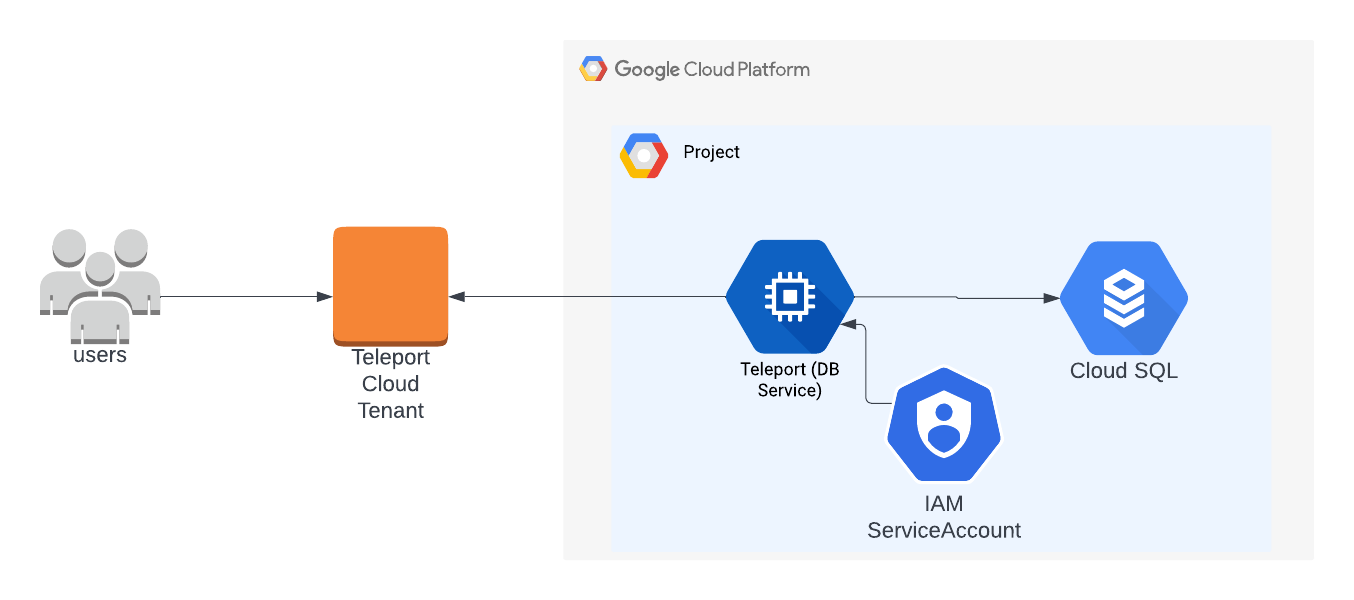 Google Cloud Platform
Project
users
Teleport
Cloud
Tenant
Teleport (DB
Service)
Cloud SQL
IAM
ServiceAccount